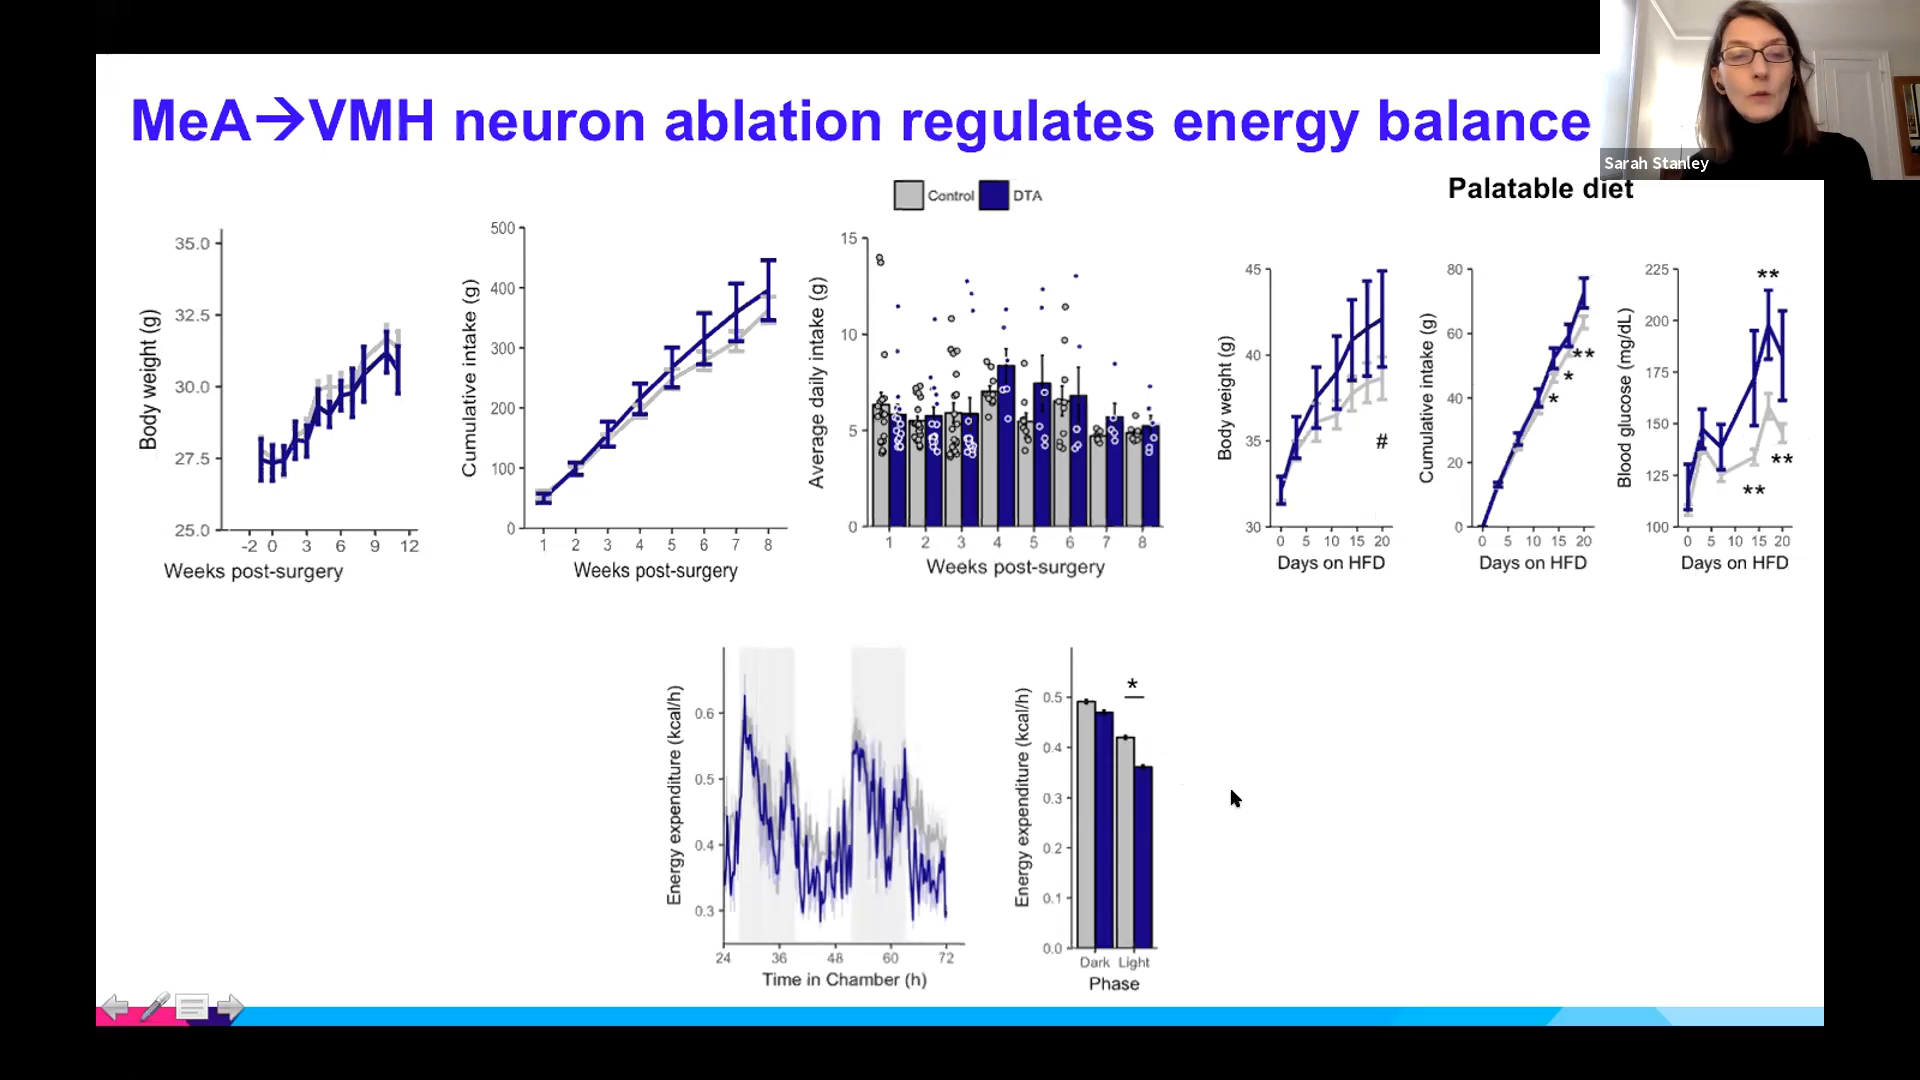 MeA→VMH neuron ablation regulates energy balance
Sarah Stanley
Control DTA
Palatable diet
Body weight (g)
35.0
32.5
30.0
27.5
25.0
-2 0 3 6 9 12
Weeks post-surgery
Cumulative intake (g)
500
400
300
200
100
0
1 2 3 4 5 6 7 8
Weeks post-surgery
Average daily intake (g)
15
10
5
0
1 2 3 4 5 6 7 8
Weeks post-surgery
Body weight (g)
45
40
35
30
#
0 5 10 15 20
Days on HFD
Cumulative intake (g)
80
60
40
20
0
**
*
*
0 5 10 15 20
Days on HFD
Blood glucose (mg/dL)
225
200
175
150
125
100
**
**
**
0 5 10 15 20
Days on HFD
Energy expenditure (kcal/h)
0.6
0.5
0.4
0.3
24 36 48 60 72
Time in Chamber (h)
Energy expenditure (kcal/h)
*
0.5
0.4
0.3
0.2
0.1
0.0
Dark Light
Phase